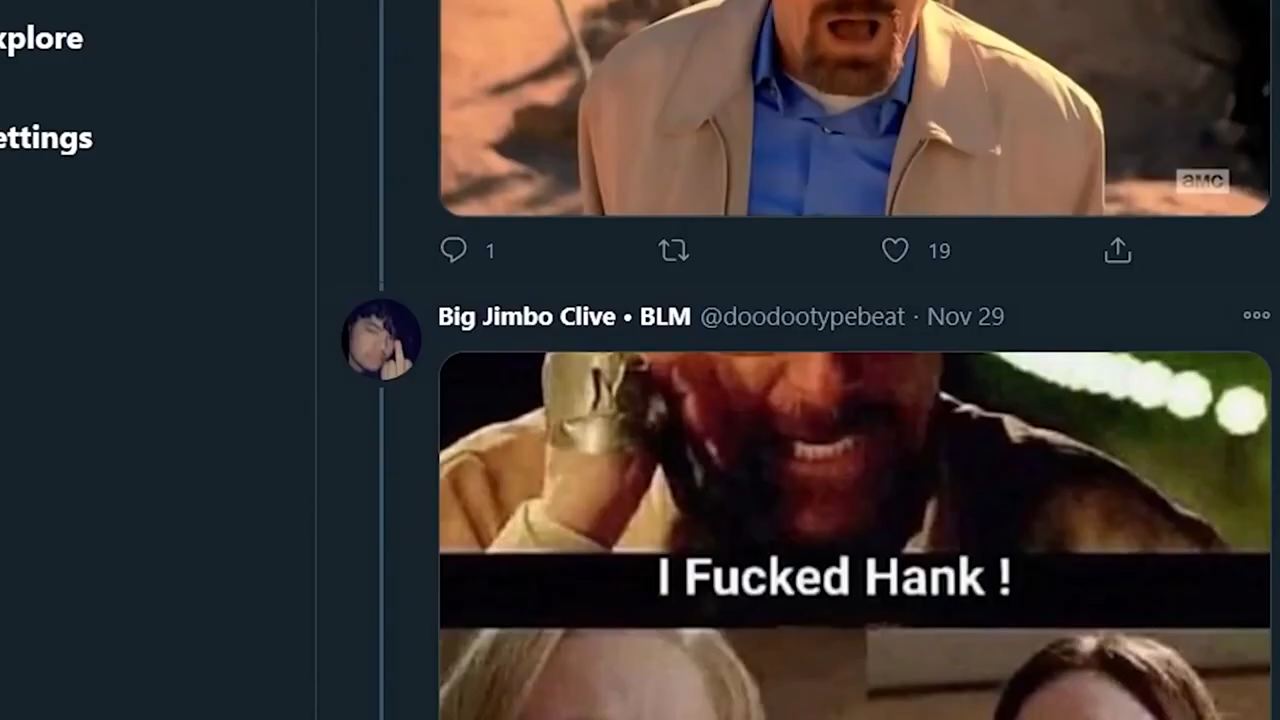 xplore
ettings
amc
1
19
Big Jimbo Clive • BLM @doodootypebeat · Nov 29
I Fucked Hank !